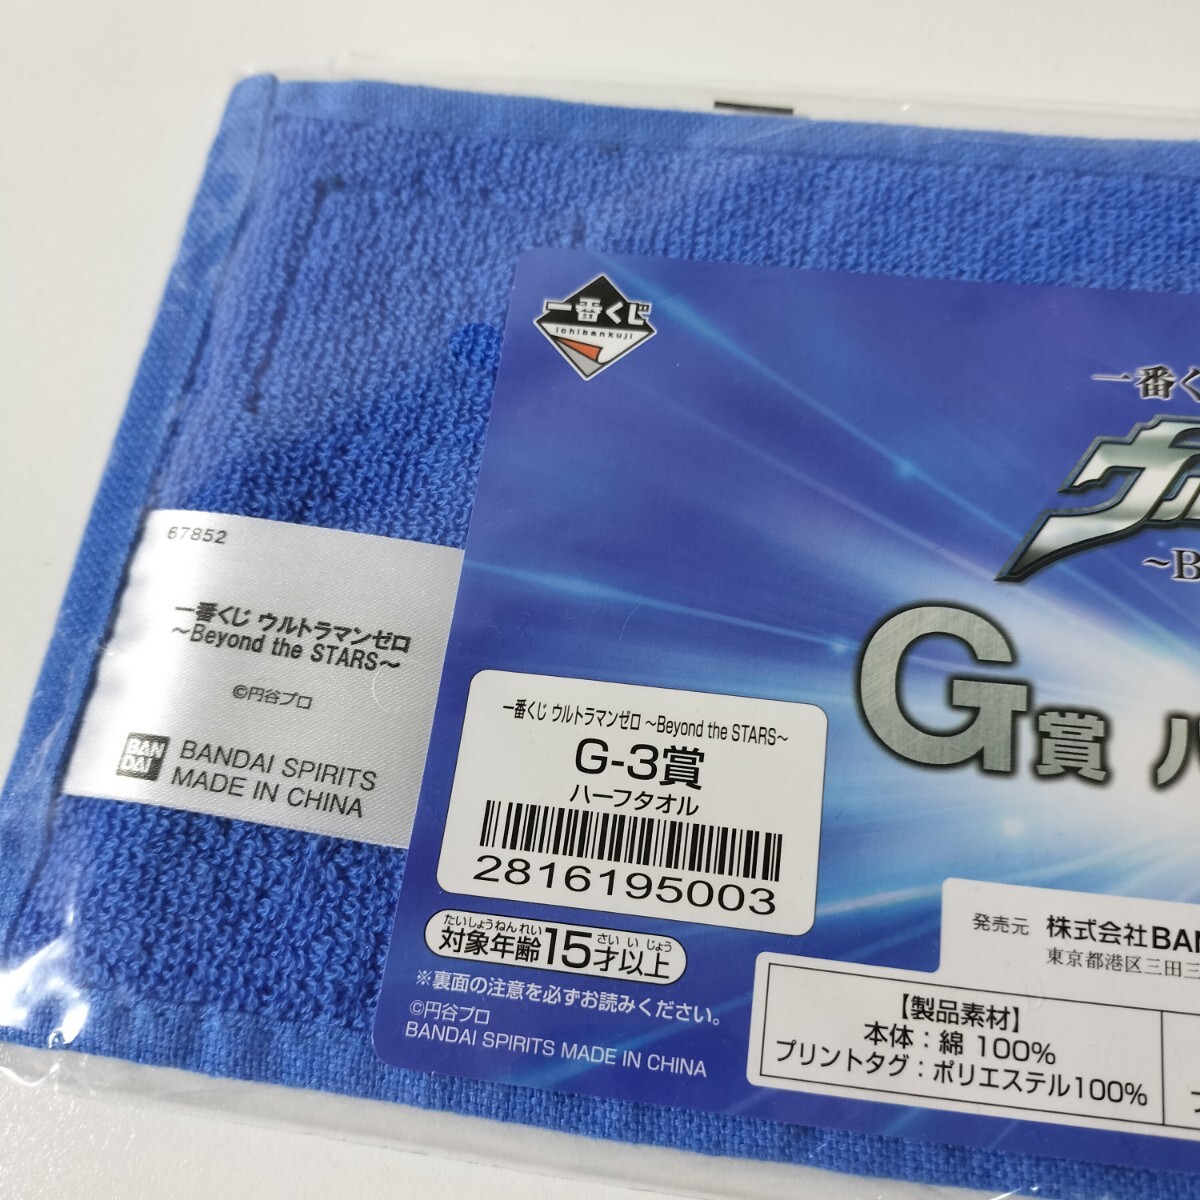 一番くじ
ichibankuji
一番く
ウル
~B
G賞 ハ
67852
一番くじ ウルトラマンゼロ
～Beyond the STARS～
©円谷プロ
BAN
DAI
BANDAI SPIRITS
MADE IN CHINA
一番くじ ウルトラマンゼロ ～Beyond the STARS～
G-3賞
ハーフタオル
2816195003
たいしょうねんれい さい い じょう
対象年齢15才以上
※裏面の注意を必ずお読みください。
©円谷プロ
BANDAI SPIRITS MADE IN CHINA
発売元 株式会社BAN
東京都港区三田三
【製品素材】
本体：綿 100%
プリントタグ：ポリエステル100%